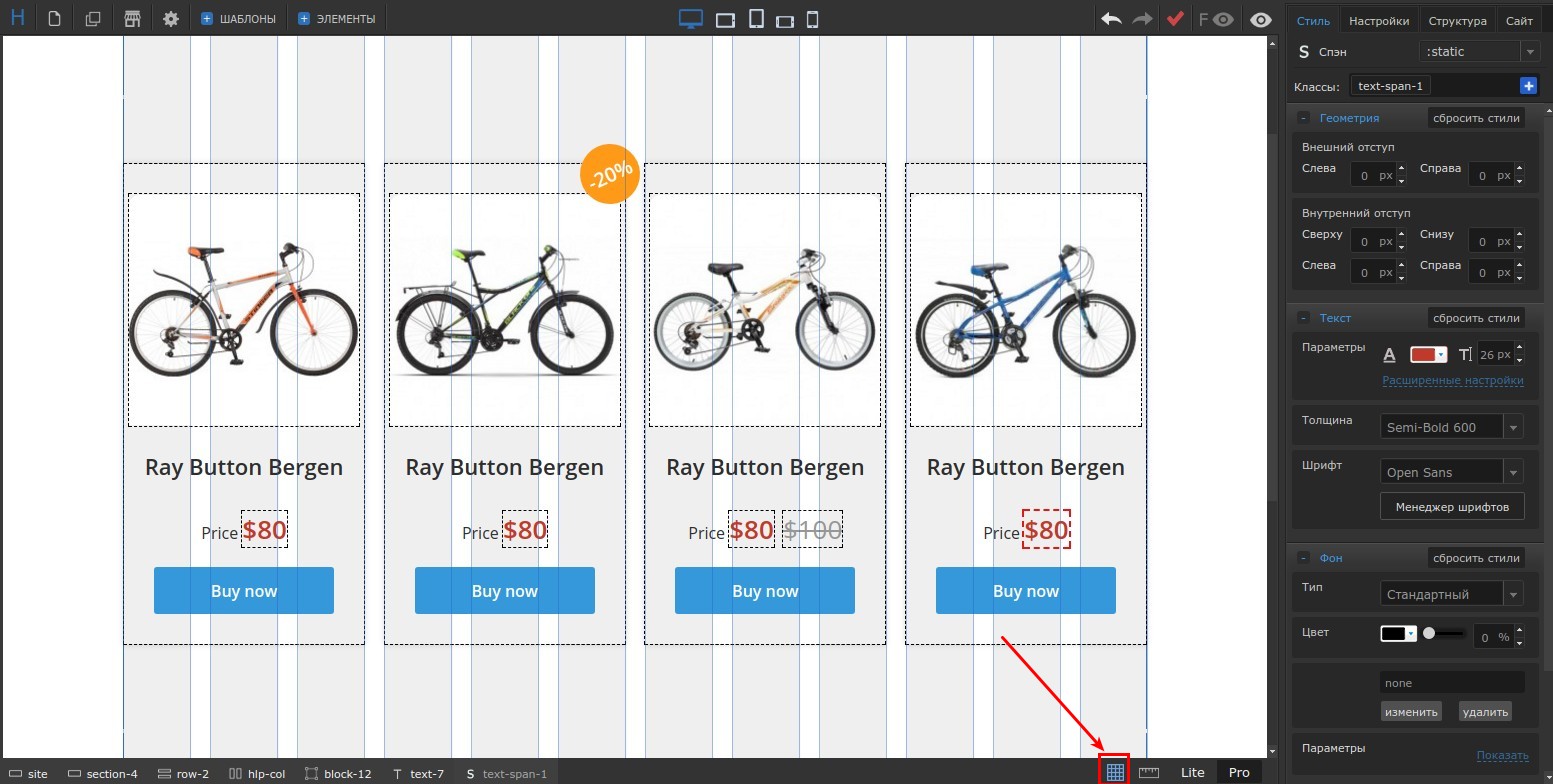 H ШАБЛОНЫ ЭЛЕМЕНТЫ F
Стиль Настройки Структура Сайт
S Спэн :static
Классы: text-span-1
- Геометрия сбросить стили
Внешний отступ
Слева 0 px Справа 0 px
Внутренний отступ
Сверху 0 px Снизу 0 px
Слева 0 px Справа 0 px
- Текст сбросить стили
Параметры A T 26 px
Расширенные настройки
Толщина Semi-Bold 600
Шрифт Open Sans
Менеджер шрифтов
- Фон сбросить стили
Тип Стандартный
Цвет 0 %
none
изменить удалить
Параметры Показать
-20%
Ray Button Bergen Ray Button Bergen Ray Button Bergen Ray Button Bergen
Price $80 Price $80 Price $80 $100 Price $80
Buy now Buy now Buy now Buy now
site section-4 row-2 hlp-col block-12 T text-7 S text-span-1 Lite Pro